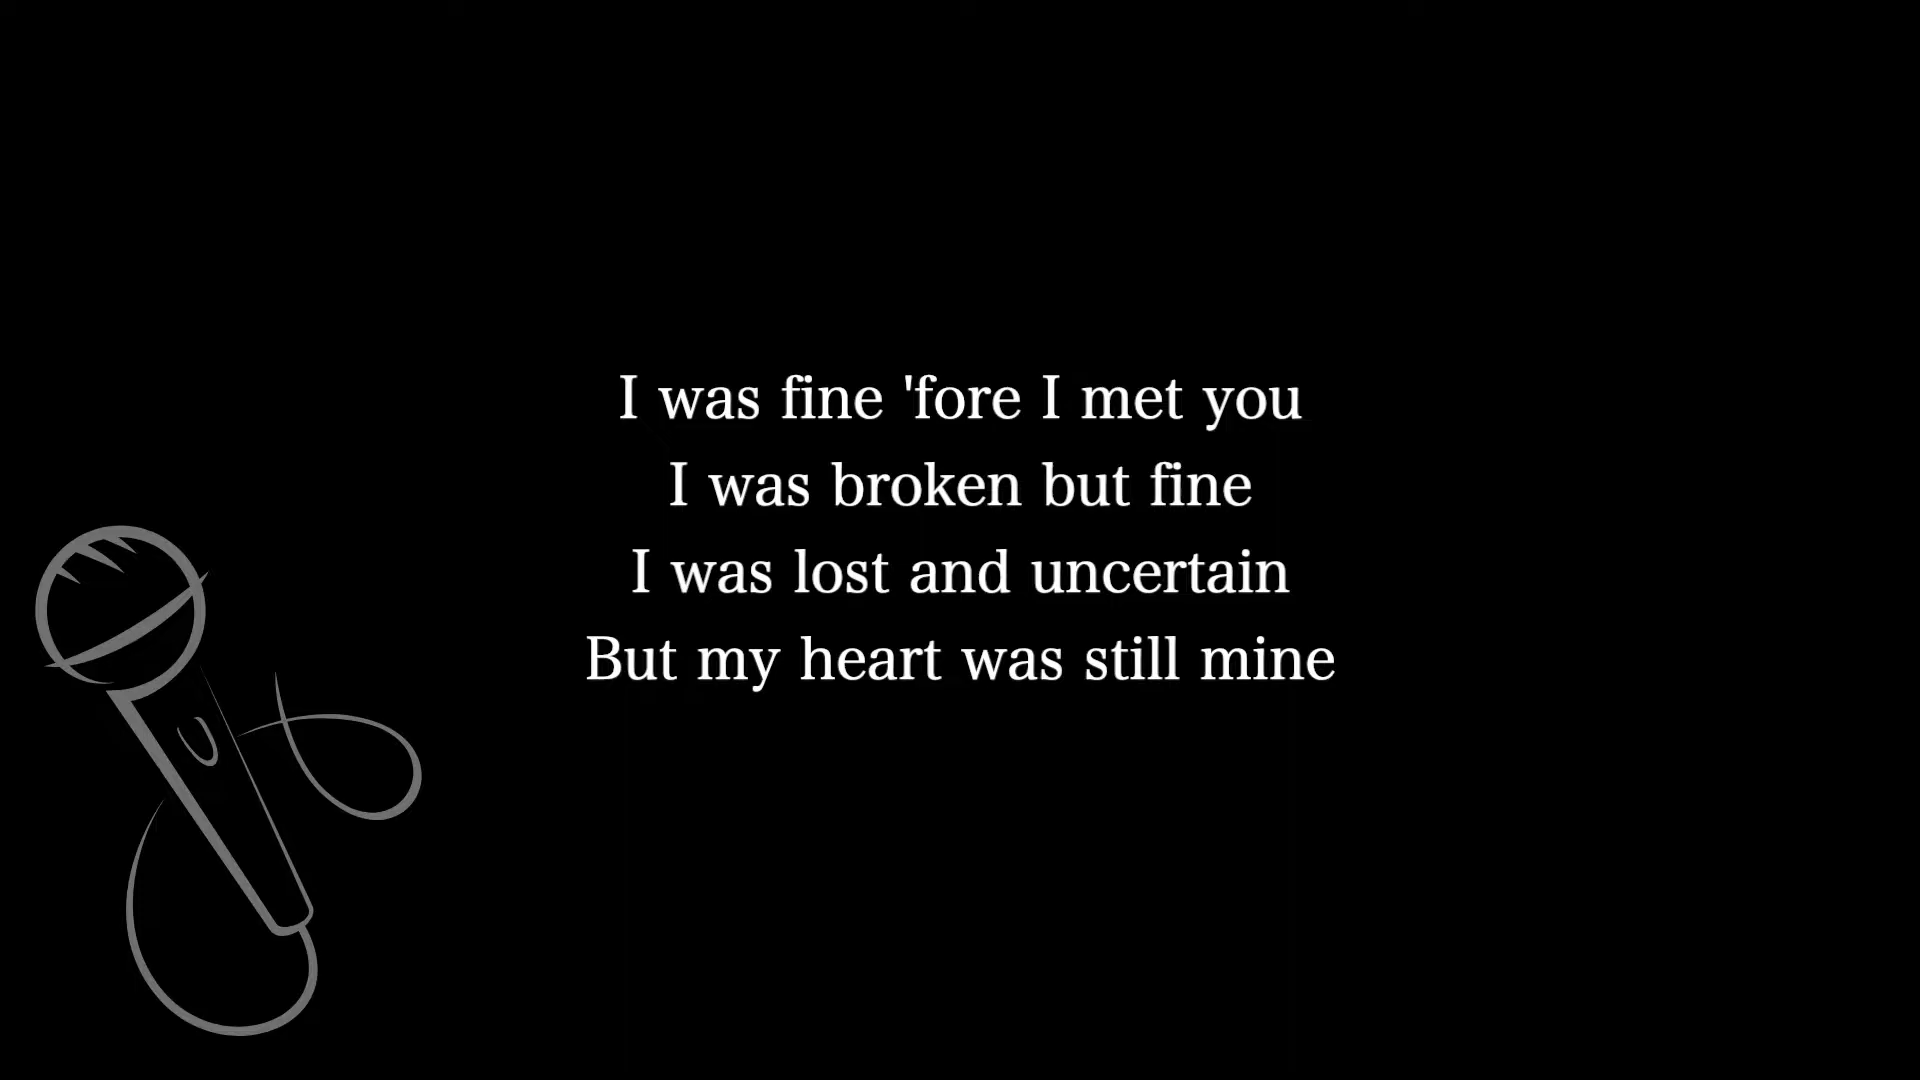 I was fine 'fore I met you
I was broken but fine
I was lost and uncertain
But my heart was still mine